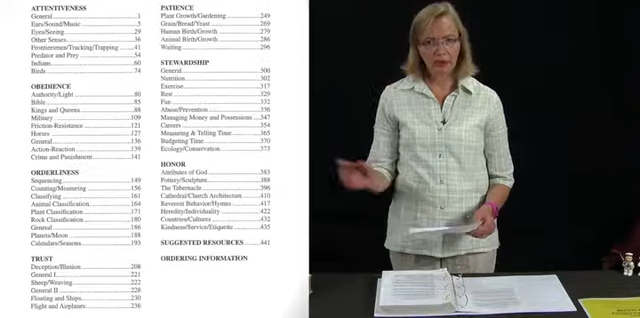 ATTENTIVENESS
General 1
Ears/Sound/Music 5
Eyes/Seeing 29
Other Senses 36
Frontiersmen/Tracking/Trapping 41
Predator and Prey 54
Indians 60
Birds 74
OBEDIENCE
Authority/Light 80
Bible 85
Kings and Queens 88
Military 109
Friction-Resistance 121
Horses 127
General 136
Action-Reaction 139
Crime and Punishment 141
ORDERLINESS
Sequencing 149
Counting/Measuring 156
Classifying 161
Animal Classification 164
Plant Classification 171
Rock Classification 180
General 186
Planets/Moon 188
Calendars/Seasons 193
TRUST
Deception/Illusion 208
General I 221
Sheep/Weaving 222
General II 228
Floating and Ships 230
Flight and Airplanes 236
PATIENCE
Plant Growth/Gardening 249
Grain/Bread/Yeast 269
Human Birth/Growth 279
Animal Birth/Growth 286
Waiting 296
STEWARDSHIP
General 300
Nutrition 302
Exercise 317
Rest 329
Fun 332
Abuse/Prevention 336
Managing Money and Possessions 347
Careers 354
Measuring & Telling Time 365
Budgeting Time 370
Ecology/Conservation 373
HONOR
Attributes of God 383
Pottery/Sculpture 388
The Tabernacle 396
Cathedral/Church Architecture 410
Reverent Behavior/Hymns 417
Heredity/Individuality 422
Countries/Cultures 432
Kindness/Service/Etiquette 435
SUGGESTED RESOURCES 441
ORDERING INFORMATION